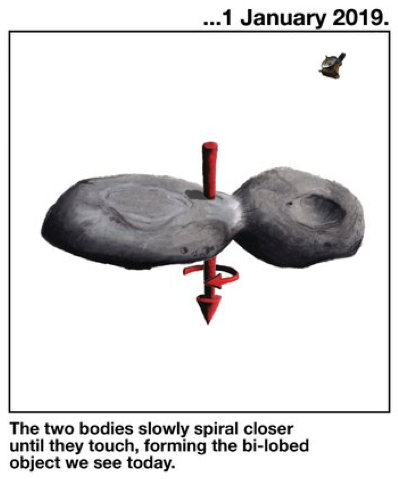 ...1 January 2019.
The two bodies slowly spiral closer
until they touch, forming the bi-lobed
object we see today.